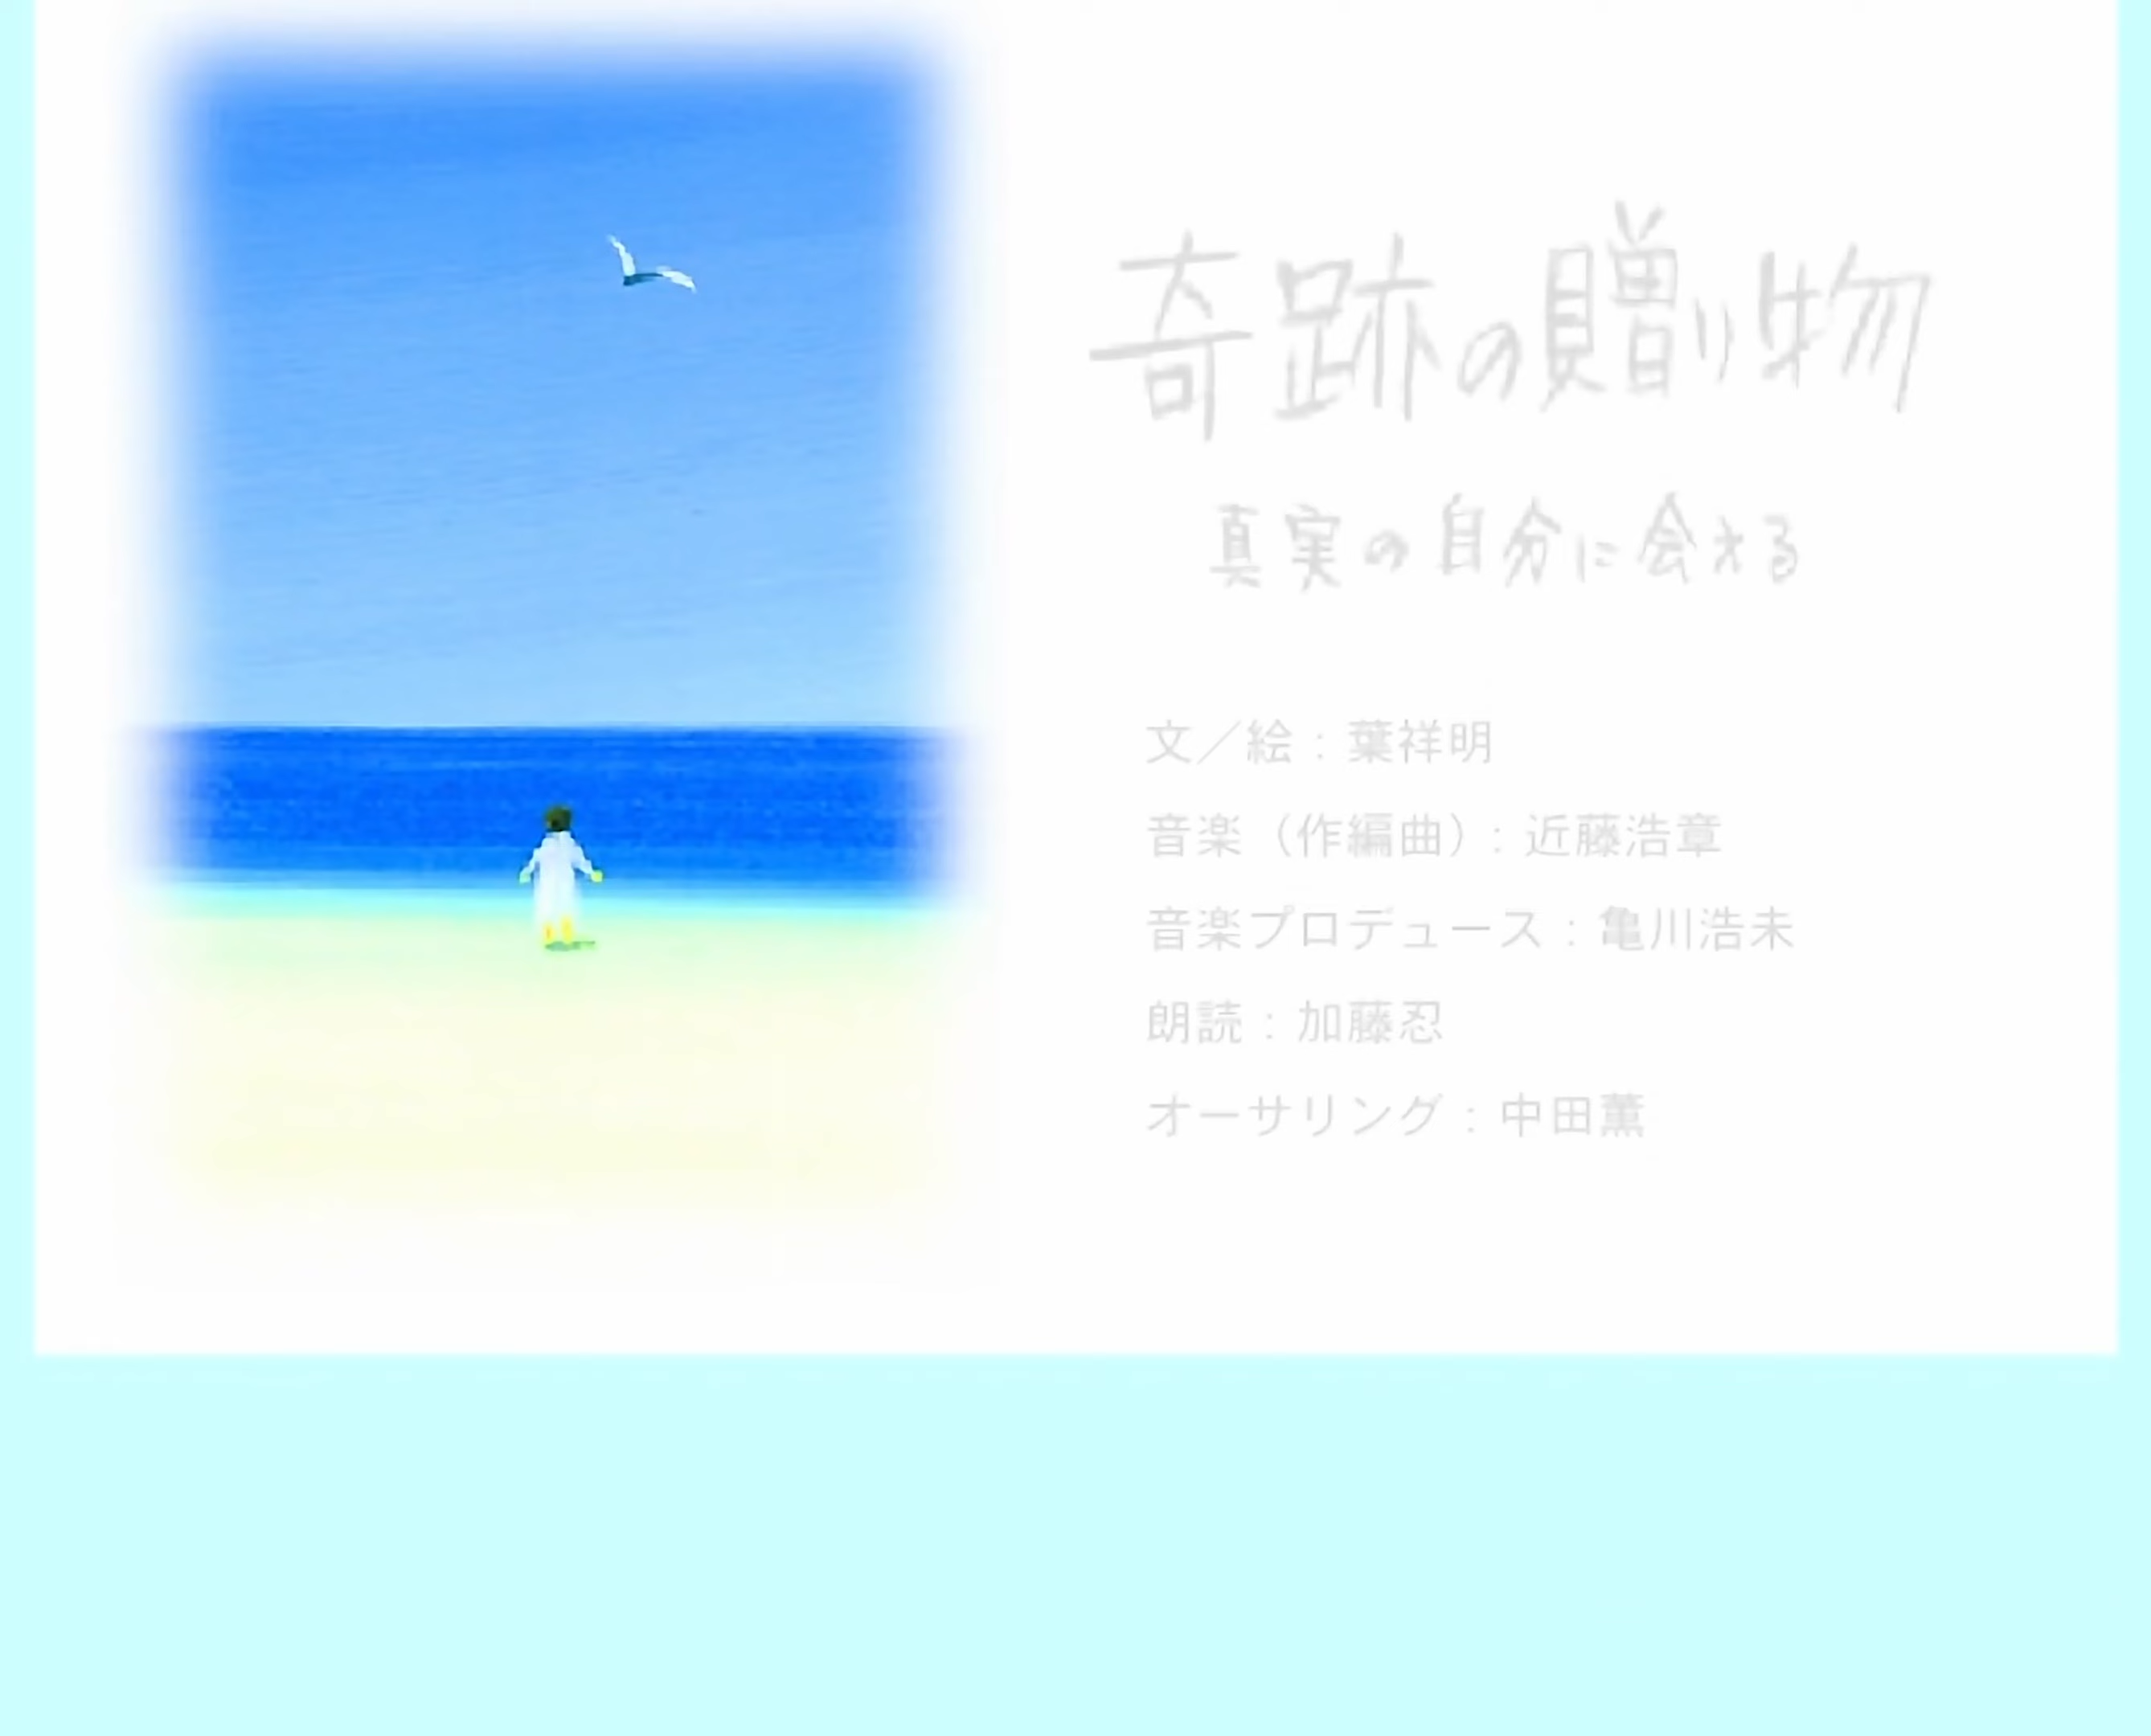 奇跡の贈り物
真実の自分に会える
文／絵：葉祥明
音楽（作編曲）：近藤浩章
音楽プロデュース：亀川浩未
朗読：加藤忍
オーサリング：中田薫